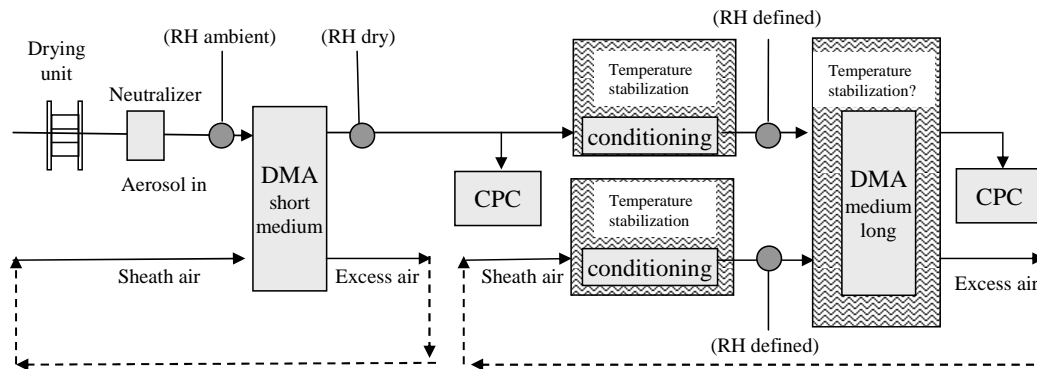 (RH defined)
(RH ambient)
(RH dry)
Drying
unit
Neutralizer
Aerosol in
DMA
short
medium
Sheath air
Excess air
CPC
Temperature
stabilization
conditioning
Temperature
stabilization
conditioning
Sheath air
(RH defined)
Temperature
stabilization?
DMA
medium
long
CPC
Excess air